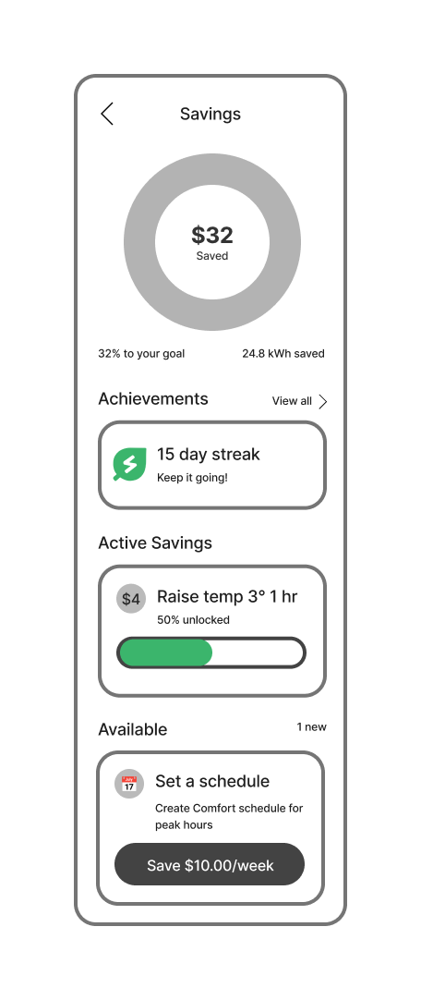 Savings
$32
Saved
32% to your goal
24.8 kWh saved
Achievements
View all
15 day streak
Keep it going!
Active Savings
$4
Raise temp 3° 1 hr
50% unlocked
Available
1 new
17
Set a schedule
Create Comfort schedule for
peak hours
Save $10.00/week